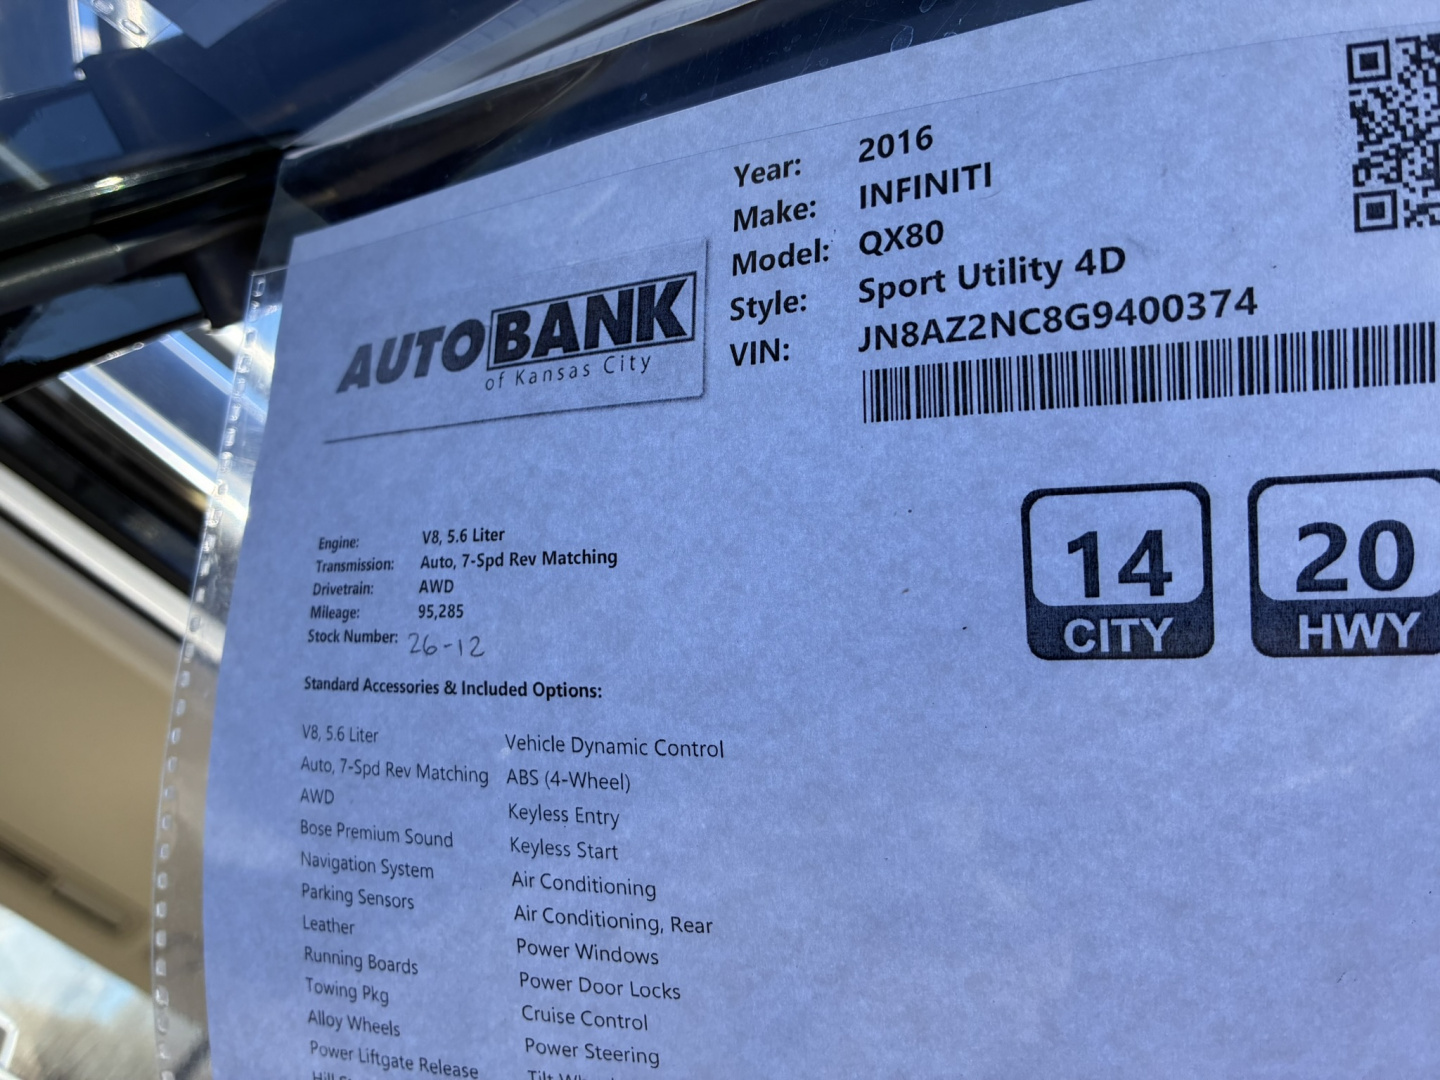 Year: 2016
Make: INFINITI
Model: QX80
Style: Sport Utility 4D
VIN: JN8AZ2NC8G9400374
AUTOBANK
of Kansas City
14
CITY
20
HWY
Engine: V8, 5.6 Liter
Transmission: Auto, 7-Spd Rev Matching
Drivetrain: AWD
Mileage: 95,285
Stock Number: 26-12
Standard Accessories & Included Options:
V8, 5.6 Liter
Auto, 7-Spd Rev Matching
AWD
Bose Premium Sound
Navigation System
Parking Sensors
Leather
Running Boards
Towing Pkg
Alloy Wheels
Power Liftgate Release
Vehicle Dynamic Control
ABS (4-Wheel)
Keyless Entry
Keyless Start
Air Conditioning
Air Conditioning, Rear
Power Windows
Power Door Locks
Cruise Control
Power Steering